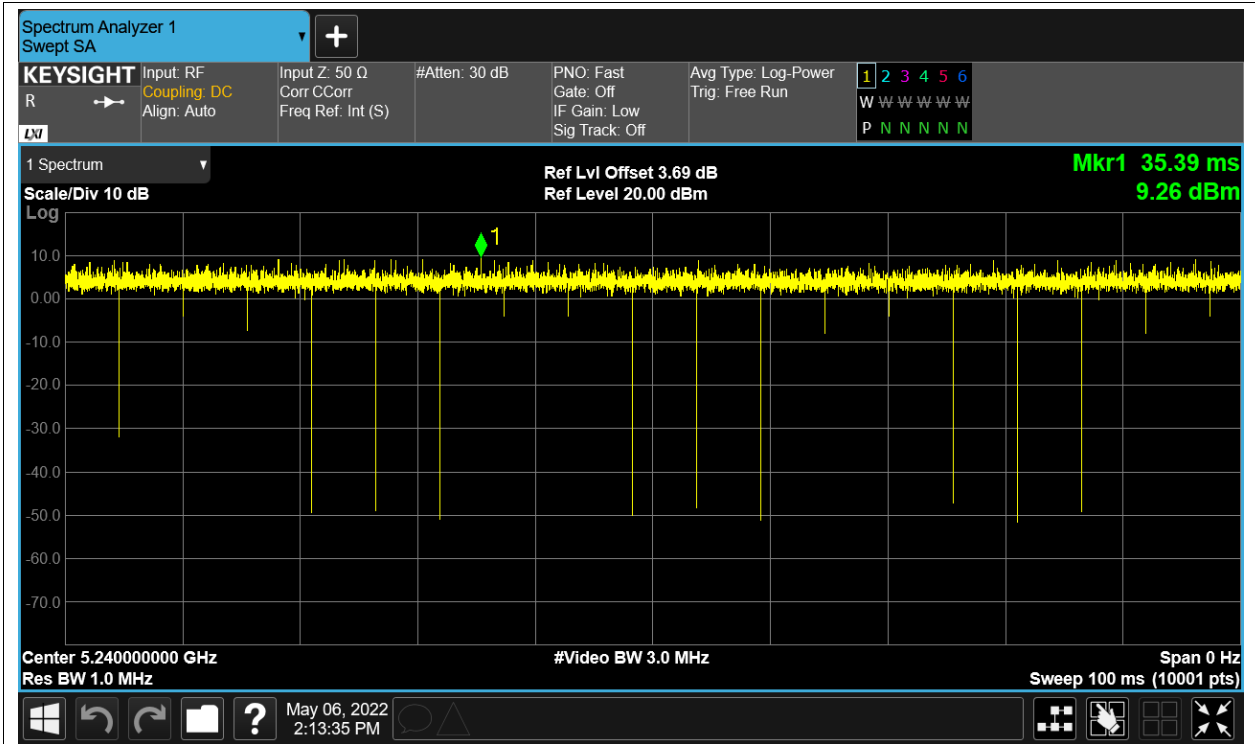 Spectrum Analyzer 1
Swept SA
+
KEYSIGHT
R
LXI
Input: RF
Coupling: DC
Align: Auto
Input Z: 50 Ω
Corr CCorr
Freq Ref: Int (S)
#Atten: 30 dB
PNO: Fast
Gate: Off
IF Gain: Low
Sig Track: Off
Avg Type: Log-Power
Trig: Free Run
1 2 3 4 5 6
W W W W W W
P N N N N N
1 Spectrum
Scale/Div 10 dB
Log
Ref Lvl Offset 3.69 dB
Ref Level 20.00 dBm
Mkr1 35.39 ms
9.26 dBm
1
10.0
0.00
-10.0
-20.0
-30.0
-40.0
-50.0
-60.0
-70.0
Center 5.240000000 GHz
Res BW 1.0 MHz
#Video BW 3.0 MHz
Span 0 Hz
Sweep 100 ms (10001 pts)
?
May 06, 2022
2:13:35 PM